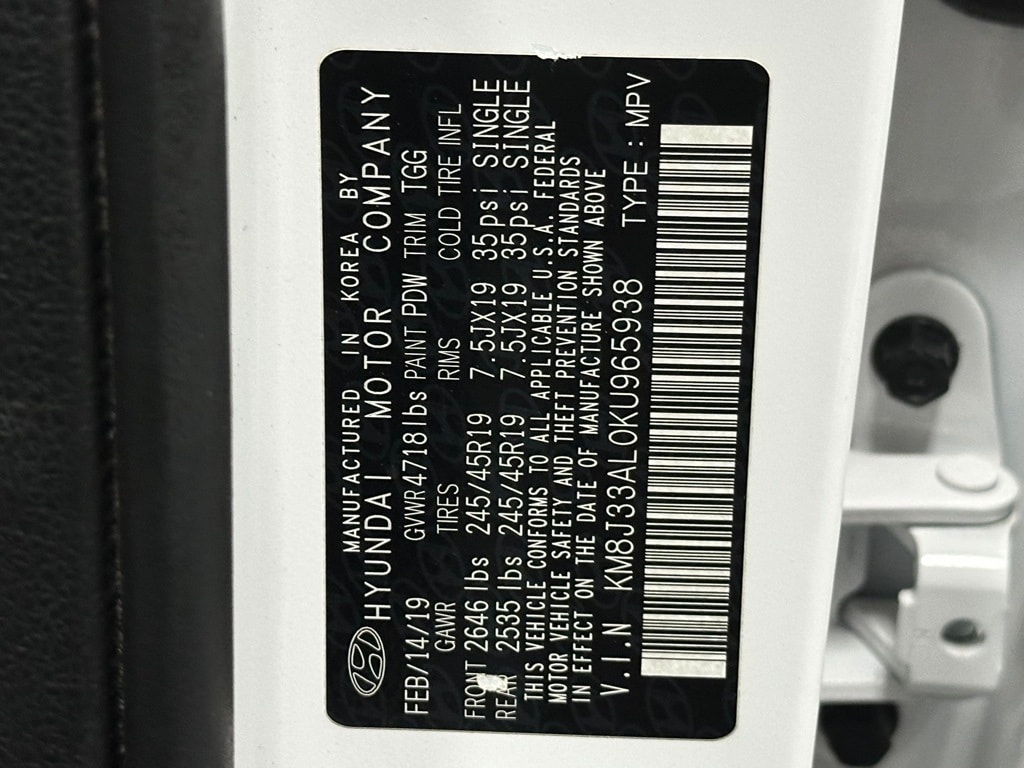 MANUFACTURED IN KOREA BY
HYUNDAI MOTOR COMPANY
FEB/14/19 GVWR4718lbs PAINT PDW TRIM TGG
GAWR TIRES RIMS COLD TIRE INFL
FRONT 2646lbs 245/45R19 7.5JX19 35psi SINGLE
REAR 2535lbs 245/45R19 7.5JX19 35psi SINGLE
THIS VEHICLE CONFORMS TO ALL APPLICABLE U.S.A. FEDERAL
MOTOR VEHICLE SAFETY AND THEFT PREVENTION STANDARDS
IN EFFECT ON THE DATE OF MANUFACTURE SHOWN ABOVE
V.I.N KM8J33AL0KU965938 TYPE : MPV